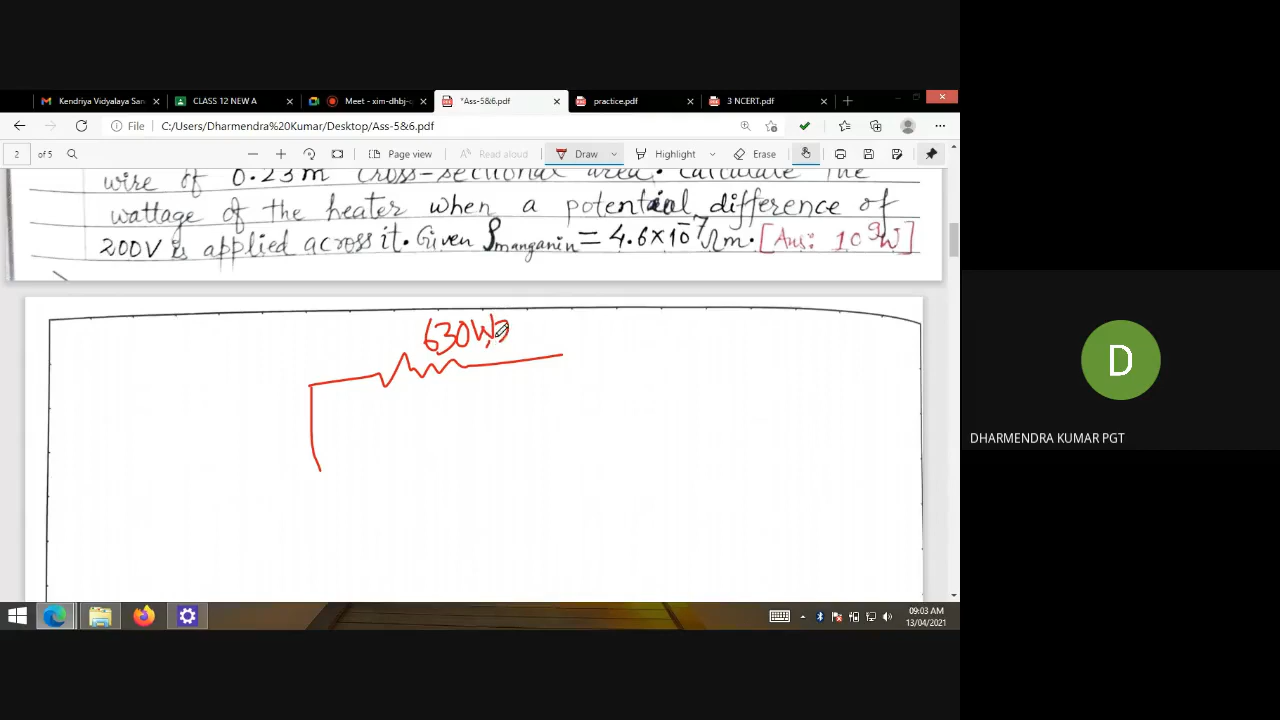 Kendriya Vidyalaya San
CLASS 12 NEW A
Meet - xim-dhbj-c
*Ass-5&6.pdf
practice.pdf
3 NCERT.pdf
File C:/Users/Dharmendra%20Kumar/Desktop/Ass-5&6.pdf
2 of 5 Page view Read aloud Draw Highlight Erase
wire of 0.23m cross-sectional area. Calculate the
wattage of the heater when a potential difference of
200V is applied across it. Given ρmanganin = 4.6×10⁻⁷Ωm. [Ans: 10⁹W]
630W
D
DHARMENDRA KUMAR PGT
09:03 AM
13/04/2021